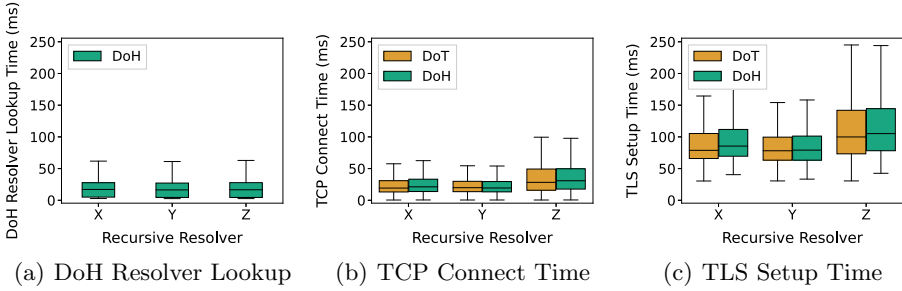 DoH Resolver Lookup Time (ms)
250
200
150
100
50
0
DoH
X Y Z
Recursive Resolver
(a) DoH Resolver Lookup
TCP Connect Time (ms)
250
200
150
100
50
0
DoT
DoH
X Y Z
Recursive Resolver
(b) TCP Connect Time
TLS Setup Time (ms)
250
200
150
100
50
0
DoT
DoH
X Y Z
Recursive Resolver
(c) TLS Setup Time